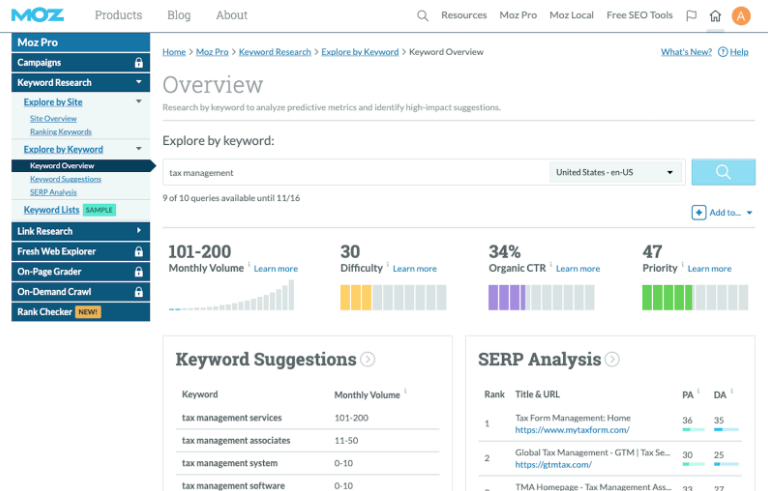 MOZ
Products Blog About Resources Moz Pro Moz Local Free SEO Tools A
Moz Pro
Campaigns
Keyword Research
Explore by Site
Site Overview
Ranking Keywords
Explore by Keyword
Keyword Overview
Keyword Suggestions
SERP Analysis
Keyword Lists SAMPLE
Link Research
Fresh Web Explorer
On-Page Grader
On-Demand Crawl
Rank Checker NEW!
Home > Moz Pro > Keyword Research > Explore by Keyword > Keyword Overview
What's New? ? Help
Overview
Research by keyword to analyze predictive metrics and identify high-impact suggestions.
Explore by keyword:
tax management United States - en-US
9 of 10 queries available until 11/16
+ Add to...
101-200
Monthly Volume i Learn more
30
Difficulty i Learn more
34%
Organic CTR i Learn more
47
Priority i Learn more
Keyword Suggestions
Keyword Monthly Volume i
tax management services 101-200
tax management associates 11-50
tax management system 0-10
tax management software 0-10
SERP Analysis
Rank Title & URL PA i DA i
1 Tax Form Management: Home 36 35
https://www.mytaxform.com/
2 Global Tax Management - GTM | Tax Se... 30 25
https://gtmtax.com/
TMA Homepage - Tax Management Ass... 33 27